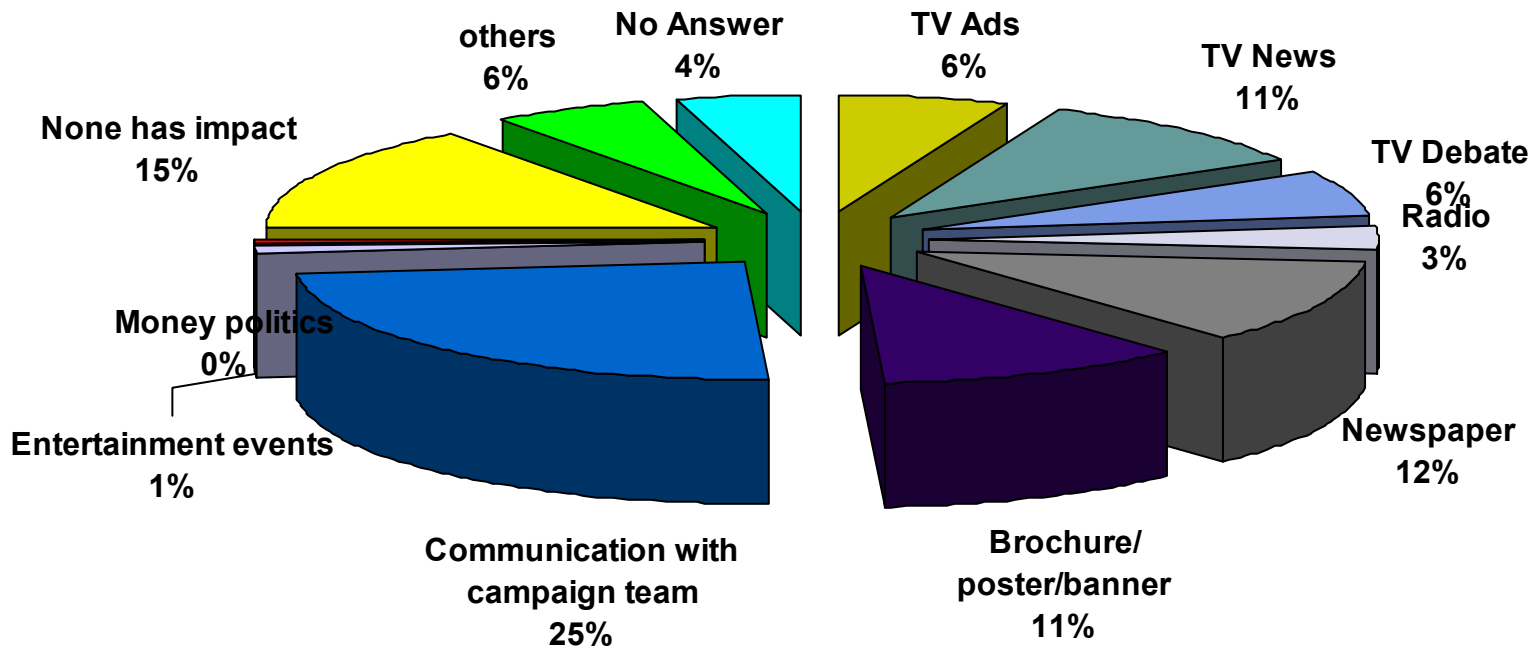 TV Ads
6%
TV News
11%
TV Debate
6%
Radio
3%
Newspaper
12%
Brochure/
poster/banner
11%
Communication with
campaign team
25%
Entertainment events
1%
Money politics
0%
None has impact
15%
others
6%
No Answer
4%